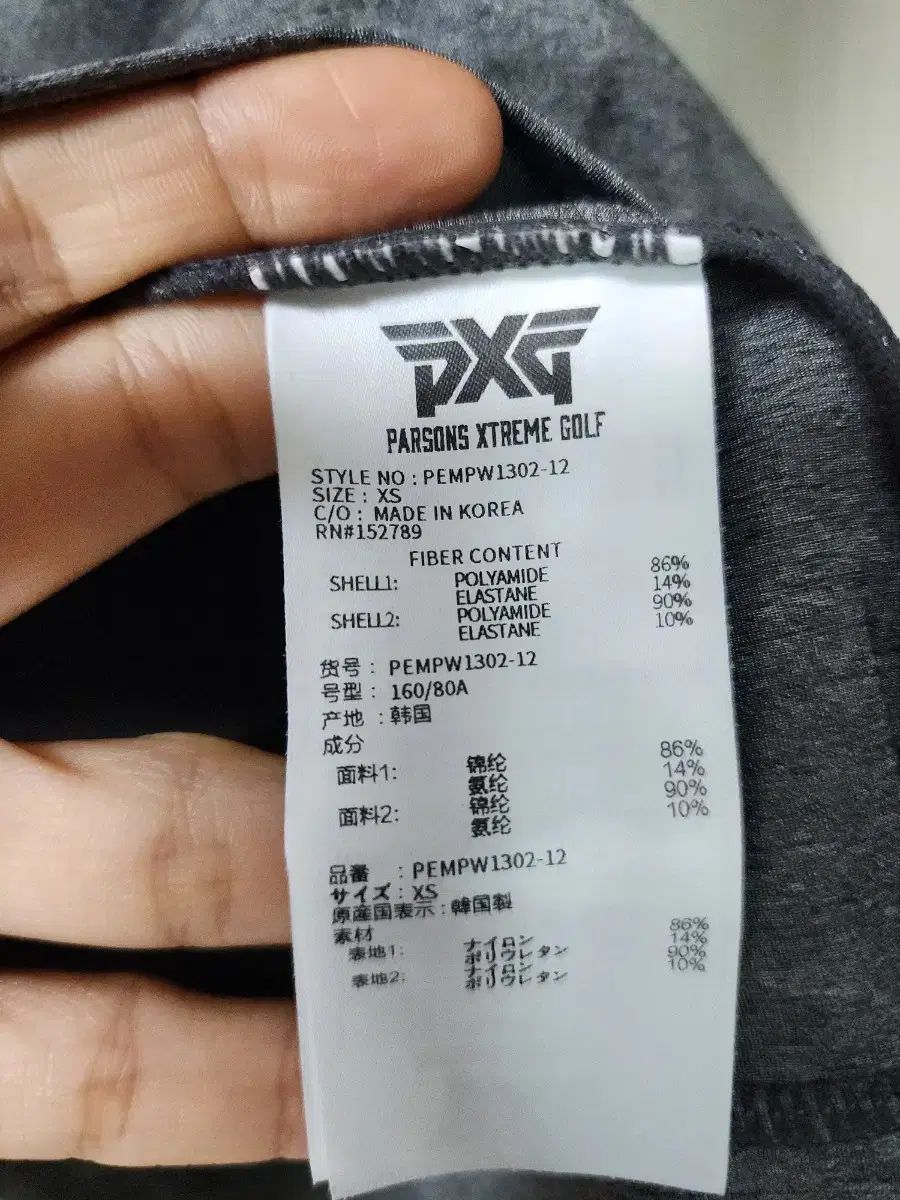 PXG
PARSONS XTREME GOLF
STYLE NO : PEMPW1302-12
SIZE : XS
C/O : MADE IN KOREA
RN#152789
FIBER CONTENT
SHELL1: POLYAMIDE 86%
ELASTANE 14%
SHELL2: POLYAMIDE 90%
ELASTANE 10%
货号 : PEMPW1302-12
号型 : 160/80A
产地 : 韩国
成分
面料1: 锦纶 86%
氨纶 14%
面料2: 锦纶 90%
氨纶 10%
品番 : PEMPW1302-12
サイズ : XS
原産国表示 : 韓国製
素材
表地1: ナイロン 86%
ポリウレタン 14%
表地2: ナイロン 90%
ポリウレタン 10%